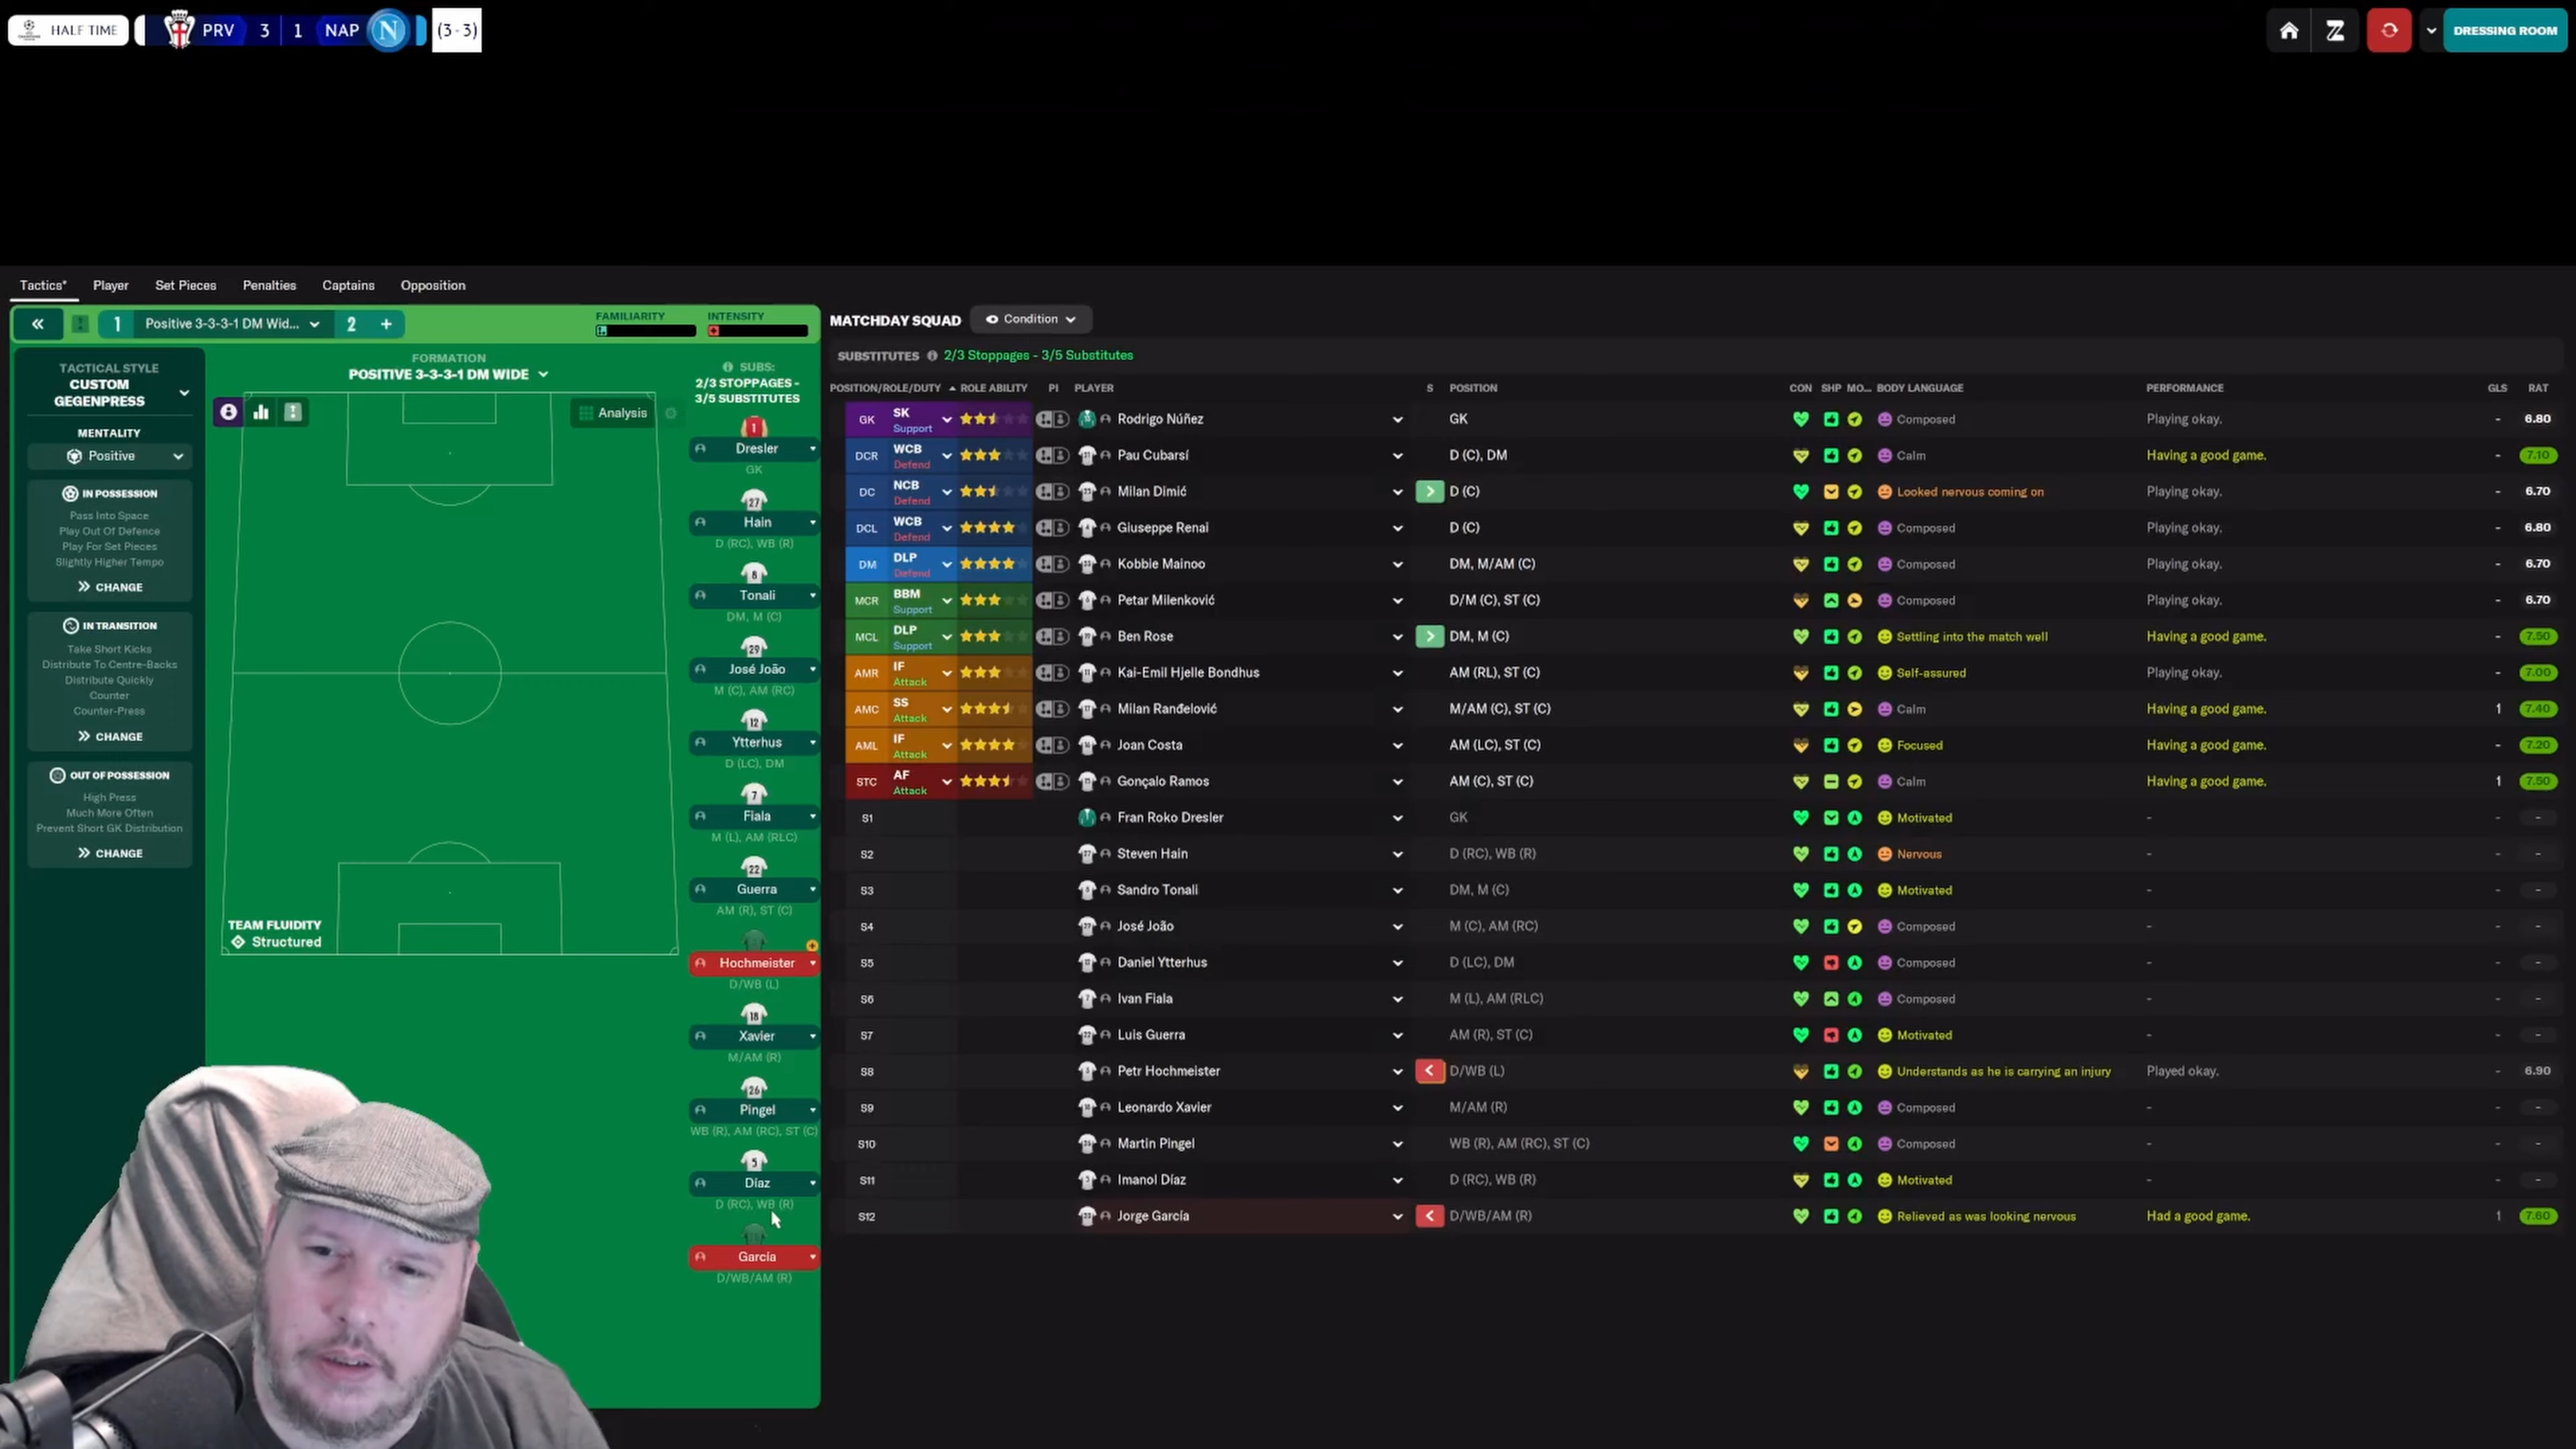 HALF TIME PRV 3 1 NAP (3 - 3) DRESSING ROOM
Tactics* Player Set Pieces Penalties Captains Opposition
1 Positive 3-3-3-1 DM Wid... 2 + FAMILIARITY INTENSITY
TACTICAL STYLE
CUSTOM
GEGENPRESS
MENTALITY
Positive
IN POSSESSION
Pass Into Space
Play Out Of Defence
Play For Set Pieces
Slightly Higher Tempo
CHANGE
IN TRANSITION
Take Short Kicks
Distribute To Centre-Backs
Distribute Quickly
Counter
Counter-Press
CHANGE
OUT OF POSSESSION
High Press
Much More Often
Prevent Short GK Distribution
CHANGE
FORMATION
POSITIVE 3-3-3-1 DM WIDE
Analysis
TEAM FLUIDITY
Structured
SUBS:
2/3 STOPPAGES -
3/5 SUBSTITUTES
1
Dresler
GK
27
Hain
D (RC), WB (R)
8
Tonali
DM, M (C)
29
José João
M (C), AM (RC)
12
Ytterhus
D (LC), DM
7
Fiala
M (L), AM (RLC)
22
Guerra
AM (R), ST (C)
Hochmeister
D/WB (L)
18
Xavier
M/AM (R)
26
Pingel
WB (R), AM (RC), ST (C)
5
Díaz
D (RC), WB (R)
García
D/WB/AM (R)
MATCHDAY SQUAD Condition
SUBSTITUTES 2/3 Stoppages - 3/5 Substitutes
POSITION/ROLE/DUTY ROLE ABILITY PI PLAYER S POSITION CON SHP MO... BODY LANGUAGE PERFORMANCE GLS RAT
GK SK Support Rodrigo Núñez GK Composed Playing okay. - 6.80
DCR WCB Defend Pau Cubarsí D (C), DM Calm Having a good game. - 7.10
DC NCB Defend Milan Dimić D (C) Looked nervous coming on Playing okay. - 6.70
DCL WCB Defend Giuseppe Renai D (C) Composed Playing okay. - 6.80
DM DLP Defend Kobbie Mainoo DM, M/AM (C) Composed Playing okay. - 6.70
MCR BBM Support Petar Milenković D/M (C), ST (C) Composed Playing okay. - 6.70
MCL DLP Support Ben Rose DM, M (C) Settling into the match well Having a good game. - 7.50
AMR IF Attack Kai-Emil Hjelle Bondhus AM (RL), ST (C) Self-assured Playing okay. - 7.00
AMC SS Attack Milan Ranđelović M/AM (C), ST (C) Calm Having a good game. 1 7.40
AML IF Attack Joan Costa AM (LC), ST (C) Focused Having a good game. - 7.20
STC AF Attack Gonçalo Ramos AM (C), ST (C) Calm Having a good game. 1 7.50
S1 Fran Roko Dresler GK Motivated - - -
S2 Steven Hain D (RC), WB (R) Nervous - - -
S3 Sandro Tonali DM, M (C) Motivated - - -
S4 José João M (C), AM (RC) Composed - - -
S5 Daniel Ytterhus D (LC), DM Composed - - -
S6 Ivan Fiala M (L), AM (RLC) Composed - - -
S7 Luis Guerra AM (R), ST (C) Motivated - - -
S8 Petr Hochmeister D/WB (L) Understands as he is carrying an injury Played okay. - 6.90
S9 Leonardo Xavier M/AM (R) Composed - - -
S10 Martin Pingel WB (R), AM (RC), ST (C) Composed - - -
S11 Imanol Díaz D (RC), WB (R) Motivated - - -
S12 Jorge García D/WB/AM (R) Relieved as was looking nervous Had a good game. 1 7.60